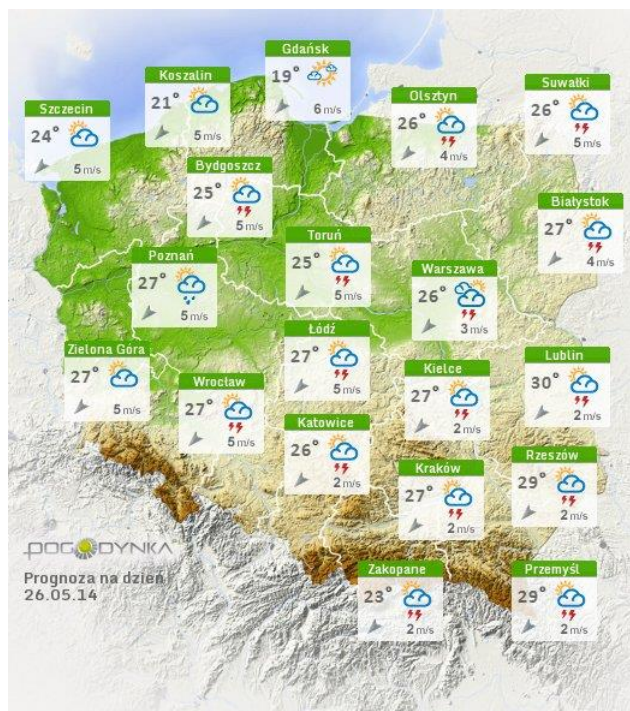 Gdańsk
19°
6 m/s
Koszalin
21°
5 m/s
Szczecin
24°
5 m/s
Olsztyn
26°
4 m/s
Suwałki
26°
5 m/s
Bydgoszcz
25°
5 m/s
Białystok
27°
4 m/s
Toruń
25°
5 m/s
Poznań
27°
5 m/s
Warszawa
26°
3 m/s
Łódź
27°
5 m/s
Zielona Góra
27°
5 m/s
Wrocław
27°
5 m/s
Kielce
27°
2 m/s
Lublin
30°
2 m/s
Katowice
26°
2 m/s
Kraków
27°
2 m/s
Rzeszów
29°
2 m/s
Zakopane
23°
2 m/s
Przemyśl
29°
2 m/s
POGODYNKA
Prognoza na dzień
26.05.14